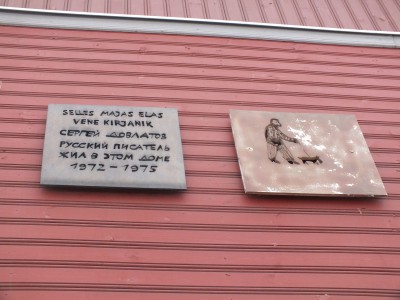 SELLES MAJAS ELAS
VENE KIRJANIK
СЕРГЕЙ ДОВЛАТОВ
РУССКИЙ ПИСАТЕЛЬ
ЖИЛ В ЭТОМ ДОМЕ
1972 - 1975